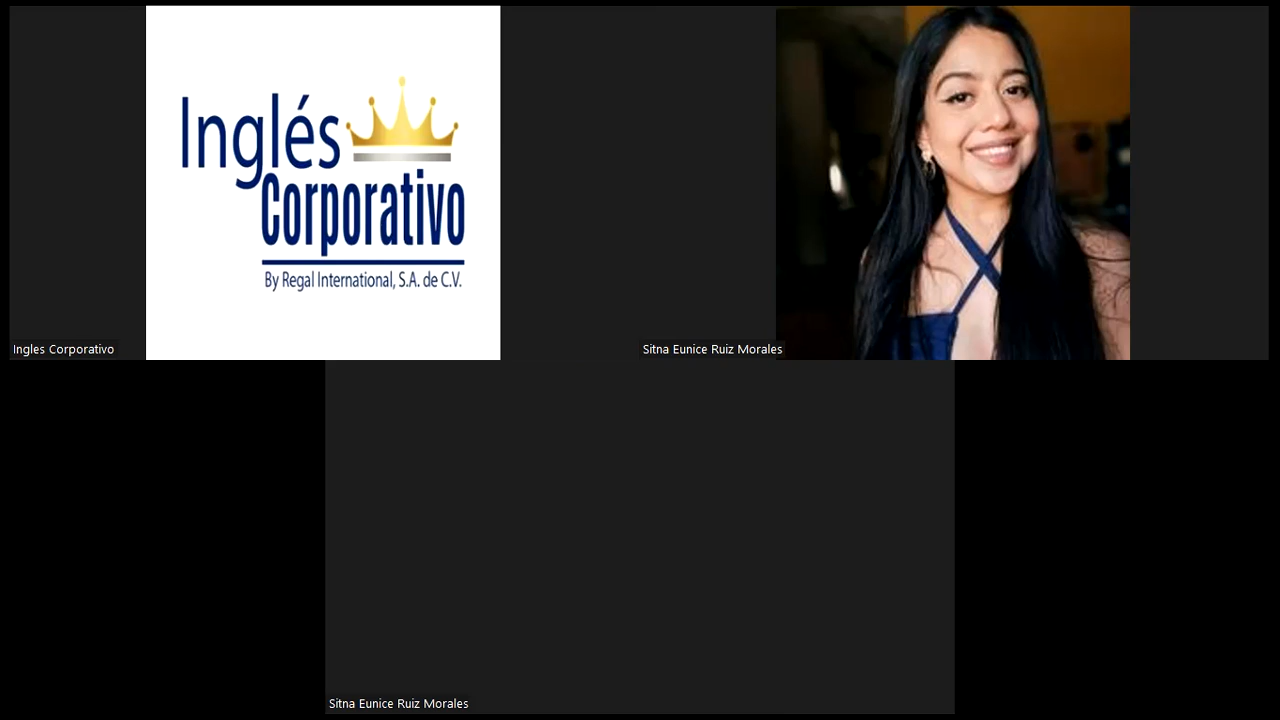 Inglés
Corporativo
By Regal International, S.A. de C.V.
Ingles Corporativo
Sitna Eunice Ruiz Morales
Sitna Eunice Ruiz Morales